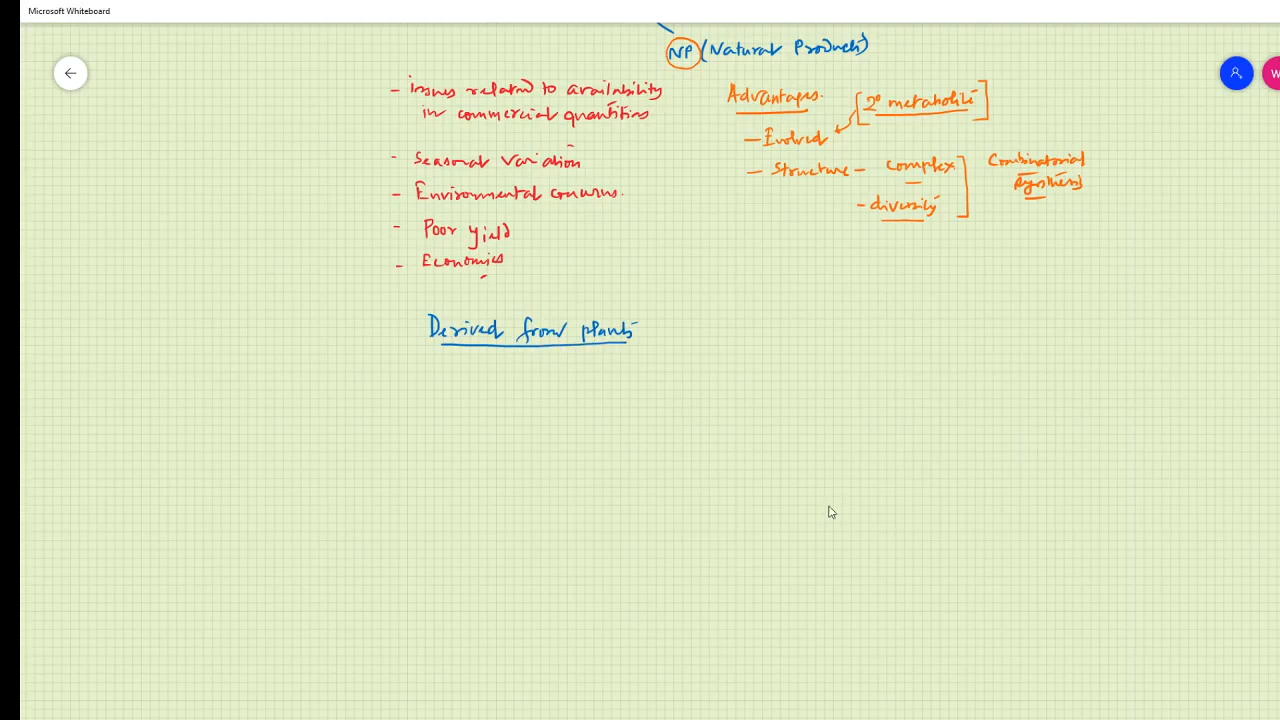 Microsoft Whiteboard
NP (Natural Products)
- issues related to availability
in commercial quantities
- Seasonal Variation
- Environmental concerns.
- Poor yield
- Economics
Advantages.
[2° metabolite]
- Evolved
- Structure - complex
- diversity
Combinatorial
Synthesis
Derived from plants
W